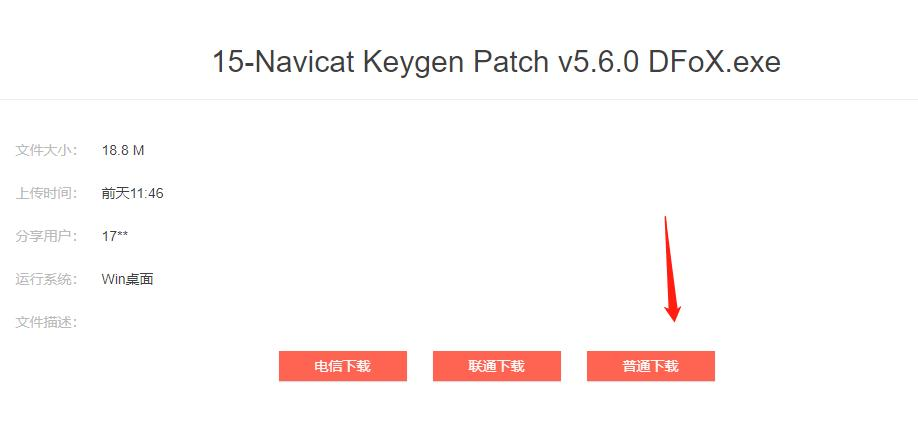 15-Navicat Keygen Patch v5.6.0 DFoX.exe
文件大小： 18.8 M
上传时间： 前天11:46
分享用户： 17**
运行系统： Win桌面
文件描述：
电信下载 联通下载 普通下载